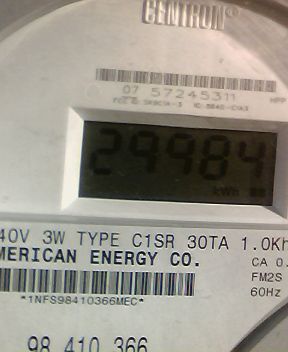 CENTRON®
07 57245311
29984
kWh
40V 3W TYPE C1SR 30TA 1.0Kh
MERICAN ENERGY CO.
CA 0.
FM2S
60Hz
*1NFS98410366MEC*
98 410 366